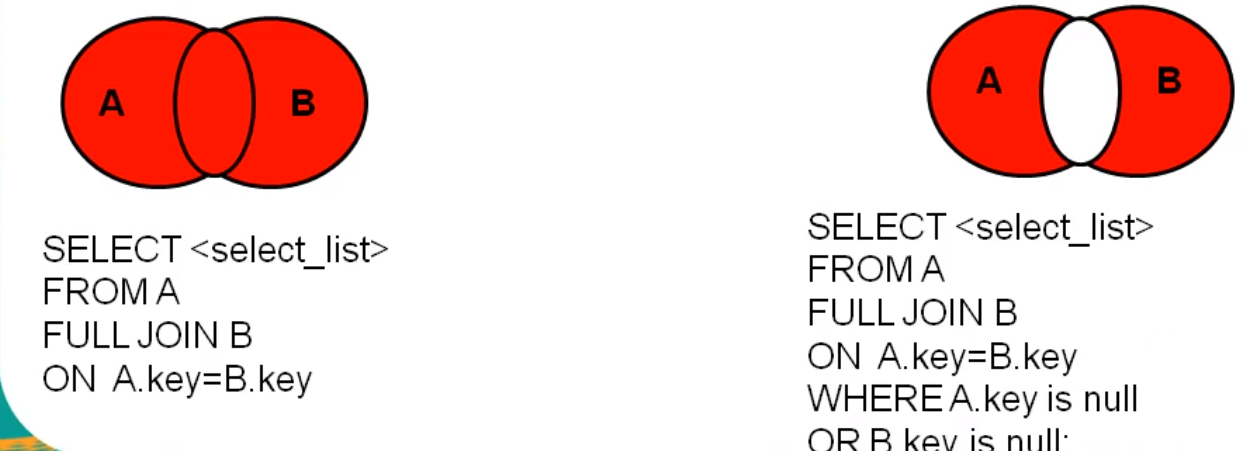 A B
SELECT <select_list>
FROM A
FULL JOIN B
ON A.key=B.key
A B
SELECT <select_list>
FROM A
FULL JOIN B
ON A.key=B.key
WHERE A.key is null
OR B.key is null;